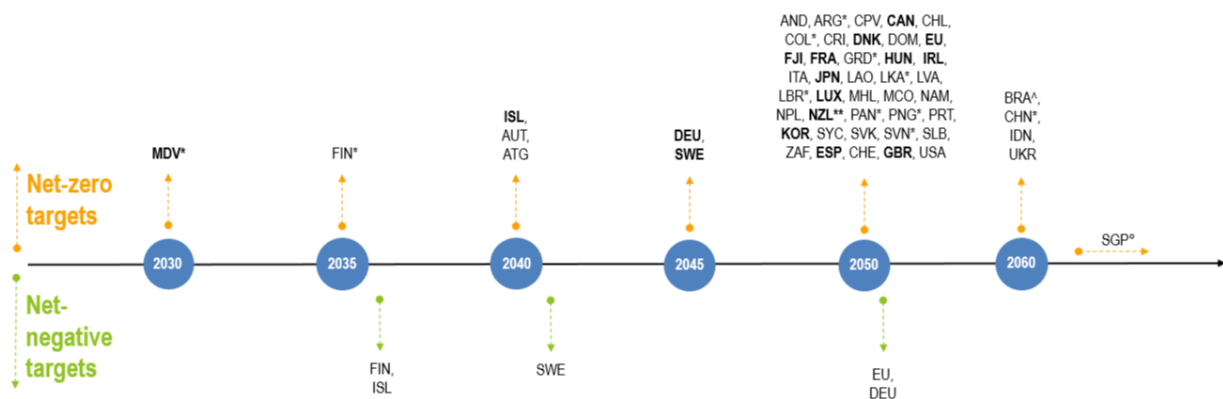 AND, ARG*, CPV, CAN, CHL,
COL*, CRI, DNK, DOM, EU,
FJI, FRA, GRD*, HUN, IRL,
ITA, JPN, LAO, LKA*, LVA,
LBR*, LUX, MHL, MCO, NAM,
NPL, NZL**, PAN*, PNG*, PRT,
KOR, SYC, SVK, SVN*, SLB,
ZAF, ESP, CHE, GBR, USA
BRA^,
CHN*,
IDN,
UKR
ISL,
AUT,
ATG
DEU,
SWE
MDV*
FIN*
Net-zero
targets
SGPº
2030
2035
2040
2045
2050
2060
Net-
negative
targets
FIN,
ISL
SWE
EU,
DEU